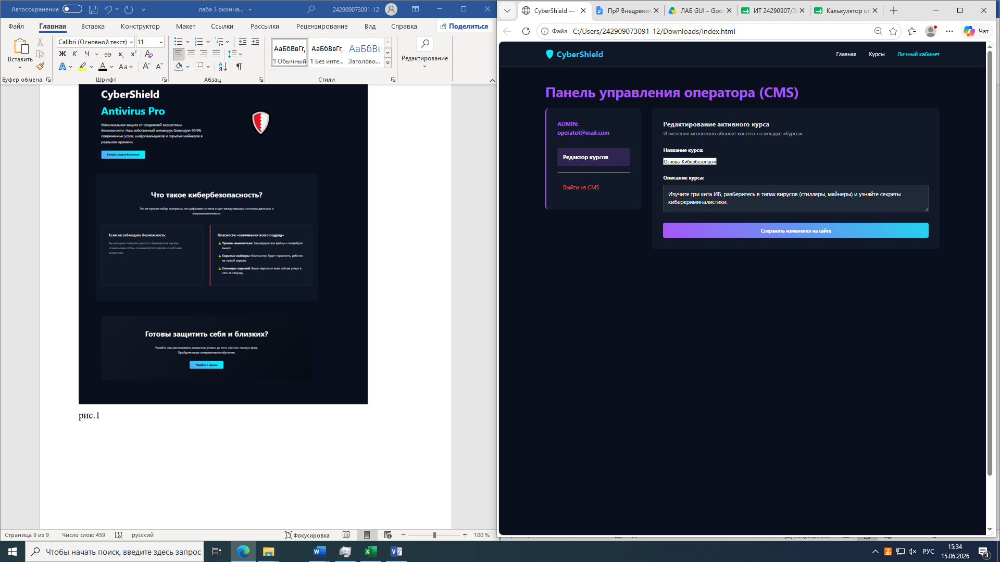 Автосохранение
лаба 3 оконча...
242909073091-12
Файл
Главная
Вставка
Конструктор
Макет
Ссылки
Рассылки
Рецензирование
Вид
Справка
Поделиться
Вставить
Calibri (Основной текст)
11
АаБбВвГг,
АаБбВвГг,
АаБбВв
¶ Обычный
¶ Без инте...
Заголово...
Редактирование
Буфер обмена
Шрифт
Абзац
Стили
CyberShield
Antivirus Pro
Максимальная защита от создателей экосистемы
безопасности. Наш собственный антивирус блокирует 99.9%
современных угроз, шифровальщиков и скрытых майнеров в
реальном времени.
Скачать защиту бесплатно
Что такое кибербезопасность?
Это не просто набор программ, это цифровая гигиена и щит между вашими личными данными и
злоумышленниками.
Если не соблюдать безопасность:
Вы рискуете потерять доступ к банковским картам,
социальным сетям, личным фотографиям и рабочим
аккаунтам.
Опасности «скачивания всего подряд»
Трояны-вымогатели: Зашифруют все файлы и потребуют
выкуп.
Скрытые майнеры: Компьютер будет тормозить, работая
на чужой карман.
Стиллеры паролей: Ваши пароли от всех сайтов утекут в
сеть за секунду.
Готовы защитить себя и близких?
Узнайте, как распознавать хакерские уловки до того, как они нанесут вред.
Пройдите наше интерактивное обучение.
Перейти к курсам
рис.1
Страница 9 из 9
Число слов: 459
русский
Фокусировка
100 %
CyberShield —
ПрР Внедрение
ЛАБ GUI – Goo
ИТ 24290907/3
Калькулятор о
Файл
C:/Users/242909073091-12/Downloads/index.html
Чат
CyberShield
Главная
Курсы
Личный кабинет
Панель управления оператора (CMS)
ADMIN:
operatot@mail.com
Редактор курсов
Выйти из CMS
Редактирование активного курса
Изменения мгновенно обновят контент на вкладке «Курсы».
Название курса:
Основы Кибербезопасно
Описание курса:
Изучите три кита ИБ, разберитесь в типах вирусов (стиллеры, майнеры) и узнайте секреты
киберкриминалистики.
Сохранить изменения на сайте
Чтобы начать поиск, введите здесь запрос
РУС
15:34
15.06.2026
3